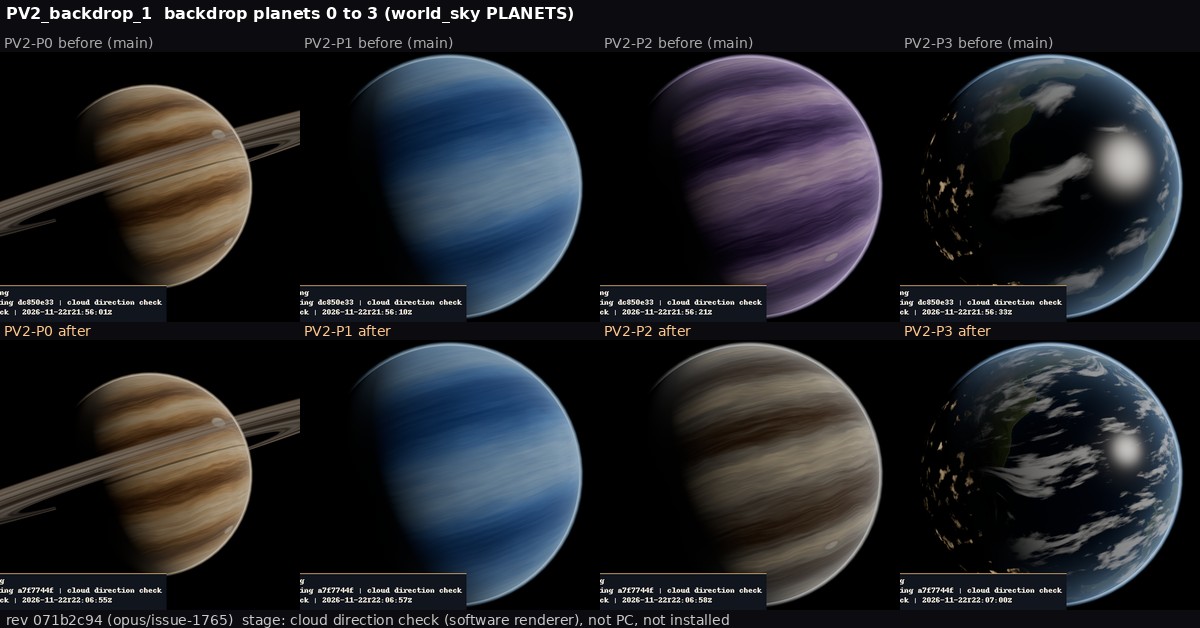 PV2_backdrop_1 backdrop planets 0 to 3 (world_sky PLANETS)
PV2-P0 before (main)
PV2-P1 before (main)
PV2-P2 before (main)
PV2-P3 before (main)
ng
ing dc850e33 | cloud direction check
ck | 2026-11-22T21:56:01Z
ng
ing dc850e33 | cloud direction check
ck | 2026-11-22T21:56:10Z
ng
ing dc850e33 | cloud direction check
ck | 2026-11-22T21:56:21Z
ng
ing dc850e33 | cloud direction check
ck | 2026-11-22T21:56:33Z
PV2-P0 after
PV2-P1 after
PV2-P2 after
PV2-P3 after
g
ing a7f7744f | cloud direction check
ck | 2026-11-22T22:06:55Z
g
ing a7f7744f | cloud direction check
ck | 2026-11-22T22:06:57Z
g
ing a7f7744f | cloud direction check
ck | 2026-11-22T22:06:58Z
g
ing a7f7744f | cloud direction check
ck | 2026-11-22T22:07:00Z
rev 071b2c94 (opus/issue-1765) stage: cloud direction check (software renderer), not PC, not installed